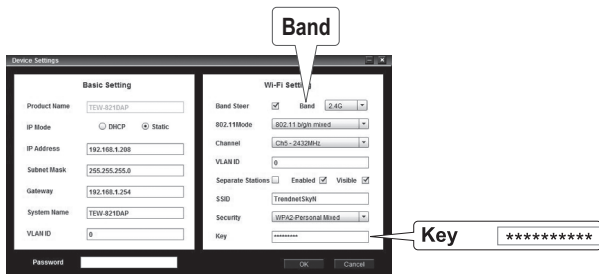 Band
Device Settings
Basic Setting
Product Name TEW-821DAP
IP Mode DHCP Static
IP Address 192.168.1.208
Subnet Mask 255.255.255.0
Gateway 192.168.1.254
System Name TEW-821DAP
VLAN ID 0
Password
Wi-Fi Setting
Band Steer Band 2.4G
802.11Mode 802.11 b/g/n mixed
Channel Ch5 - 2432MHz
VLAN ID 0
Separate Stations Enabled Visible
SSID TrendnetSkyN
Security WPA2-Personal Mixed
Key *********
Key **********
OK Cancel